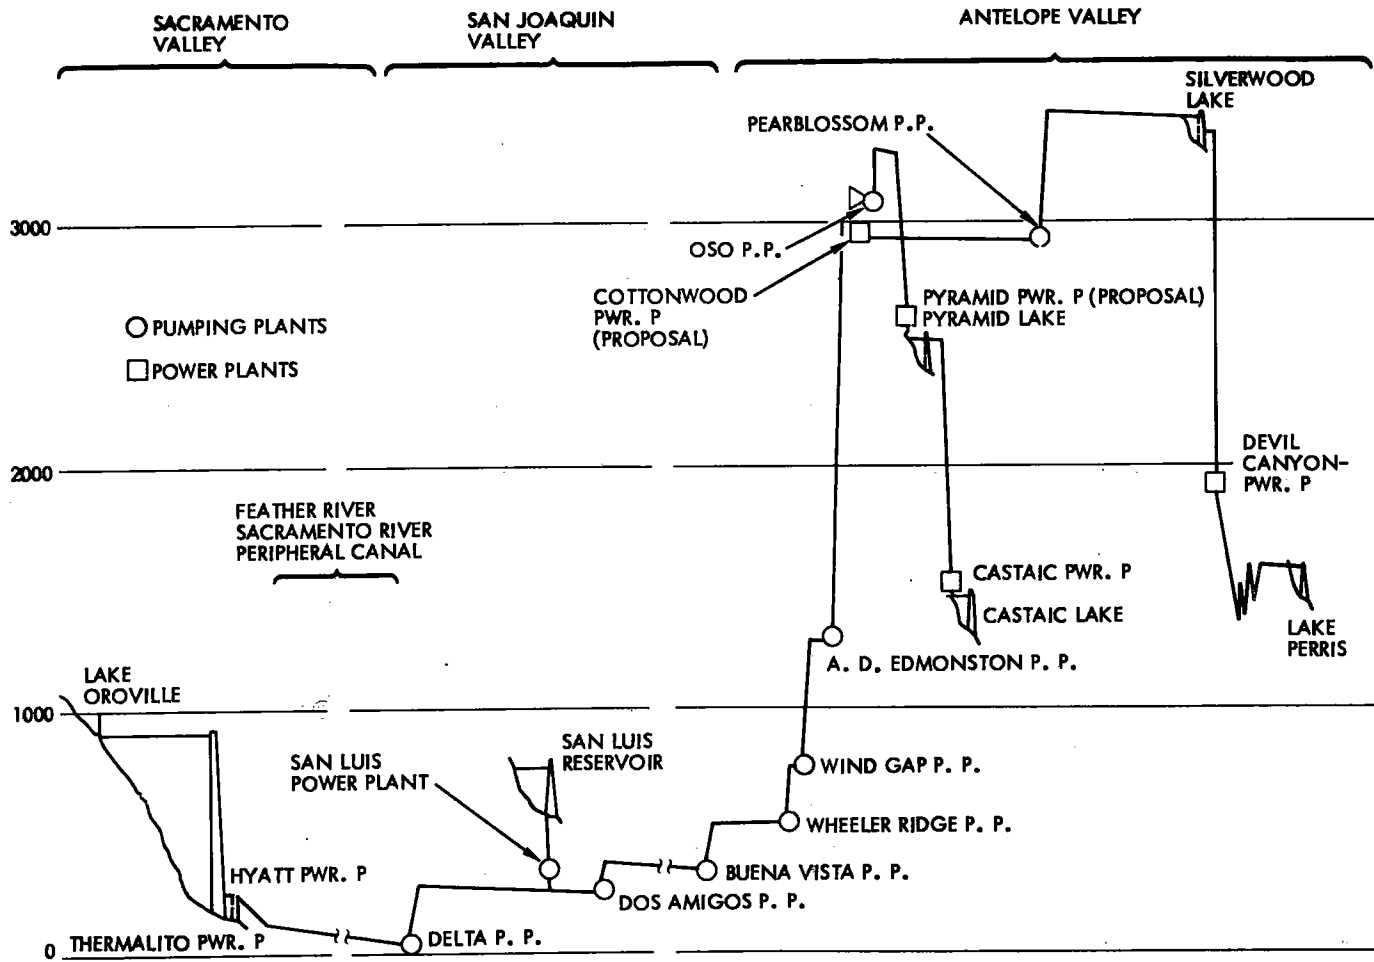 SACRAMENTO
VALLEY
SAN JOAQUIN
VALLEY
ANTELOPE VALLEY
SILVERWOOD
LAKE
PEARBLOSSOM P.P.
3000
OSO P.P.
COTTONWOOD
PWR. P
(PROPOSAL)
PYRAMID PWR. P (PROPOSAL)
PYRAMID LAKE
PUMPING PLANTS
POWER PLANTS
2000
DEVIL
CANYON-
PWR. P
FEATHER RIVER
SACRAMENTO RIVER
PERIPHERAL CANAL
CASTAIC PWR. P
CASTAIC LAKE
LAKE
PERRIS
A. D. EDMONSTON P. P.
LAKE
OROVILLE
1000
SAN LUIS
POWER PLANT
SAN LUIS
RESERVOIR
WIND GAP P. P.
WHEELER RIDGE P. P.
HYATT PWR. P
BUENA VISTA P. P.
DOS AMIGOS P. P.
THERMALITO PWR. P
DELTA P. P.
0